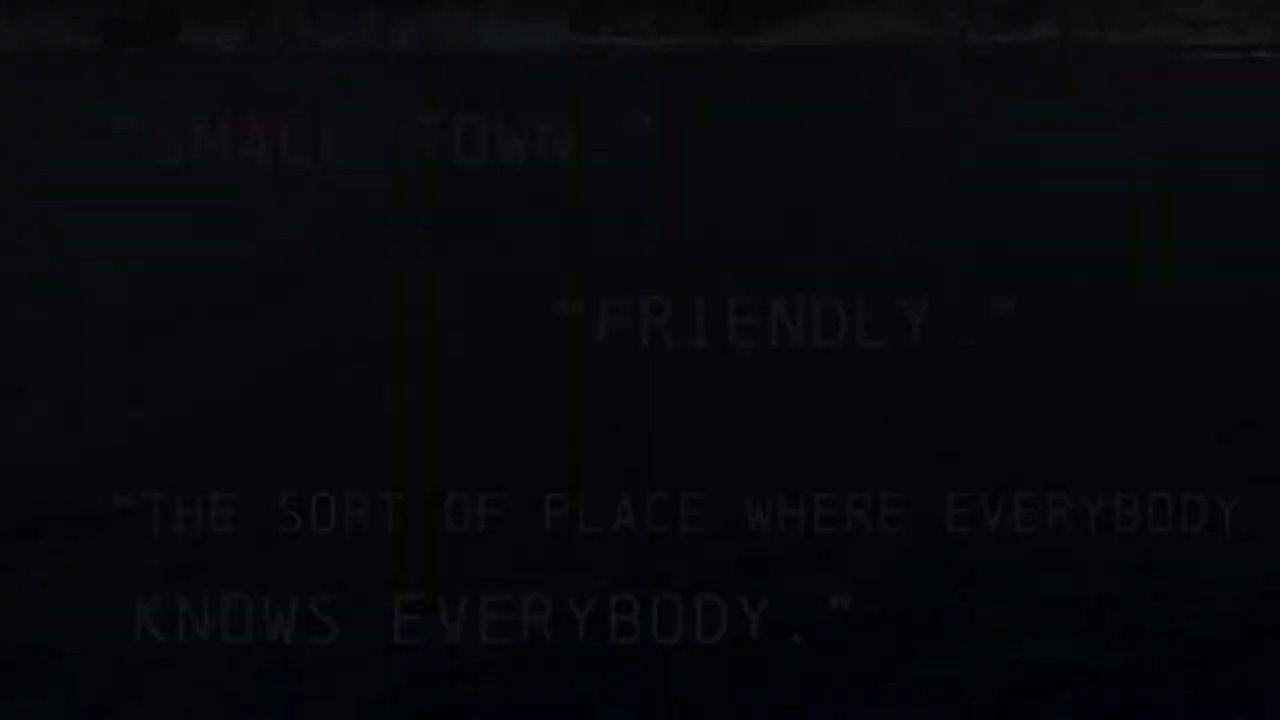 "SMALL TOWN."
"FRIENDLY."
"THE SORT OF PLACE WHERE EVERYBODY
KNOWS EVERYBODY."